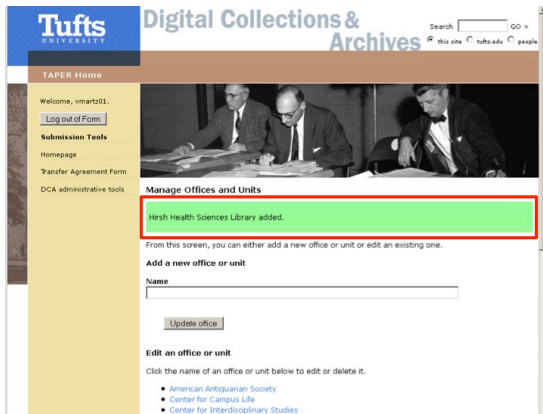 Tufts
UNIVERSITY
Digital Collections &
Archives
Search GO >
this site tufts.edu people
TAPER Home
Welcome, vmartz01.
Log out of Form
Submission Tools
Homepage
Transfer Agreement Form
DCA administrative tools
Manage Offices and Units
Hirsh Health Sciences Library added.
From this screen, you can either add a new office or unit or edit an existing one.
Add a new office or unit
Name
Update office
Edit an office or unit
Click the name of an office or unit below to edit or delete it.
• American Antiquarian Society
• Center for Campus Life
• Center for Interdisciplinary Studies